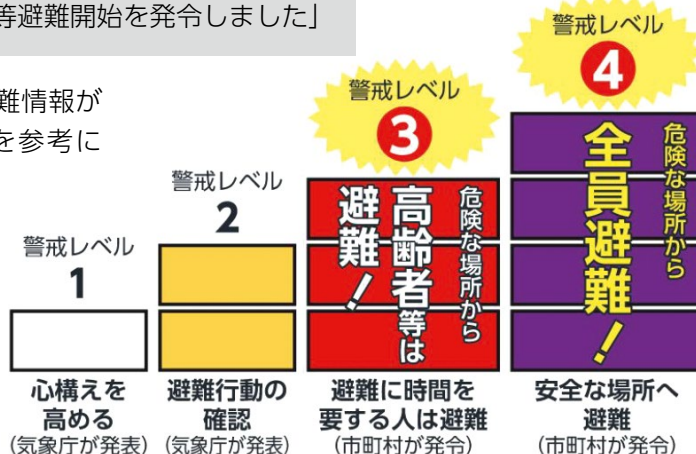 等避難開始を発令しました」
難情報が
を参考に
警戒レベル
1
心構えを
高める
(気象庁が発表)
警戒レベル
2
避難行動の
確認
(気象庁が発表)
警戒レベル
3
危険な場所から
高齢者等は
避難！
避難に時間を
要する人は避難
(市町村が発令)
警戒レベル
4
危険な場所から
全員避難！
安全な場所へ
避難
(市町村が発令)